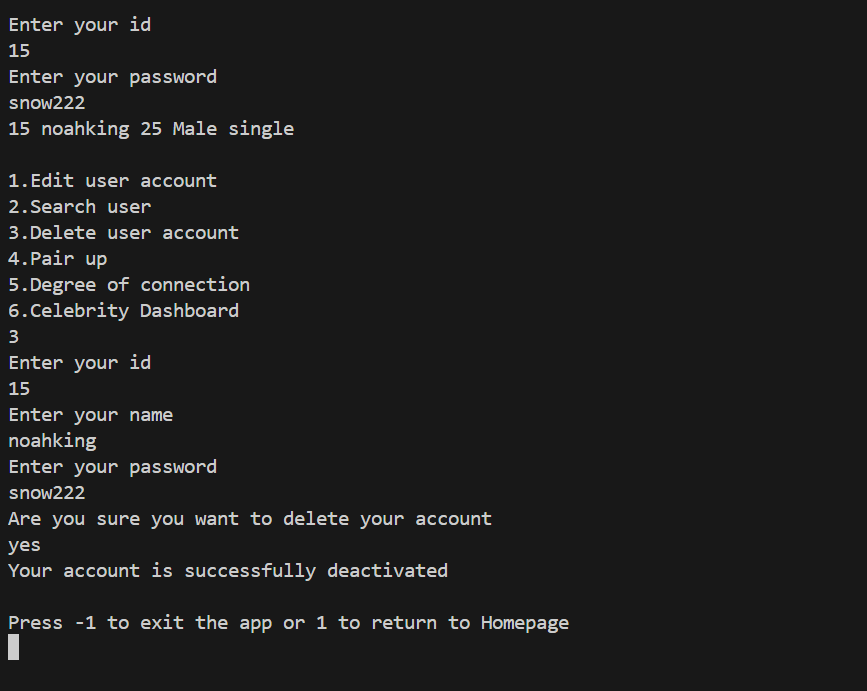 Enter your id
15
Enter your password
snow222
15 noahking 25 Male single
1.Edit user account
2.Search user
3.Delete user account
4.Pair up
5.Degree of connection
6.Celebrity Dashboard
3
Enter your id
15
Enter your name
noahking
Enter your password
snow222
Are you sure you want to delete your account
yes
Your account is successfully deactivated
Press -1 to exit the app or 1 to return to Homepage